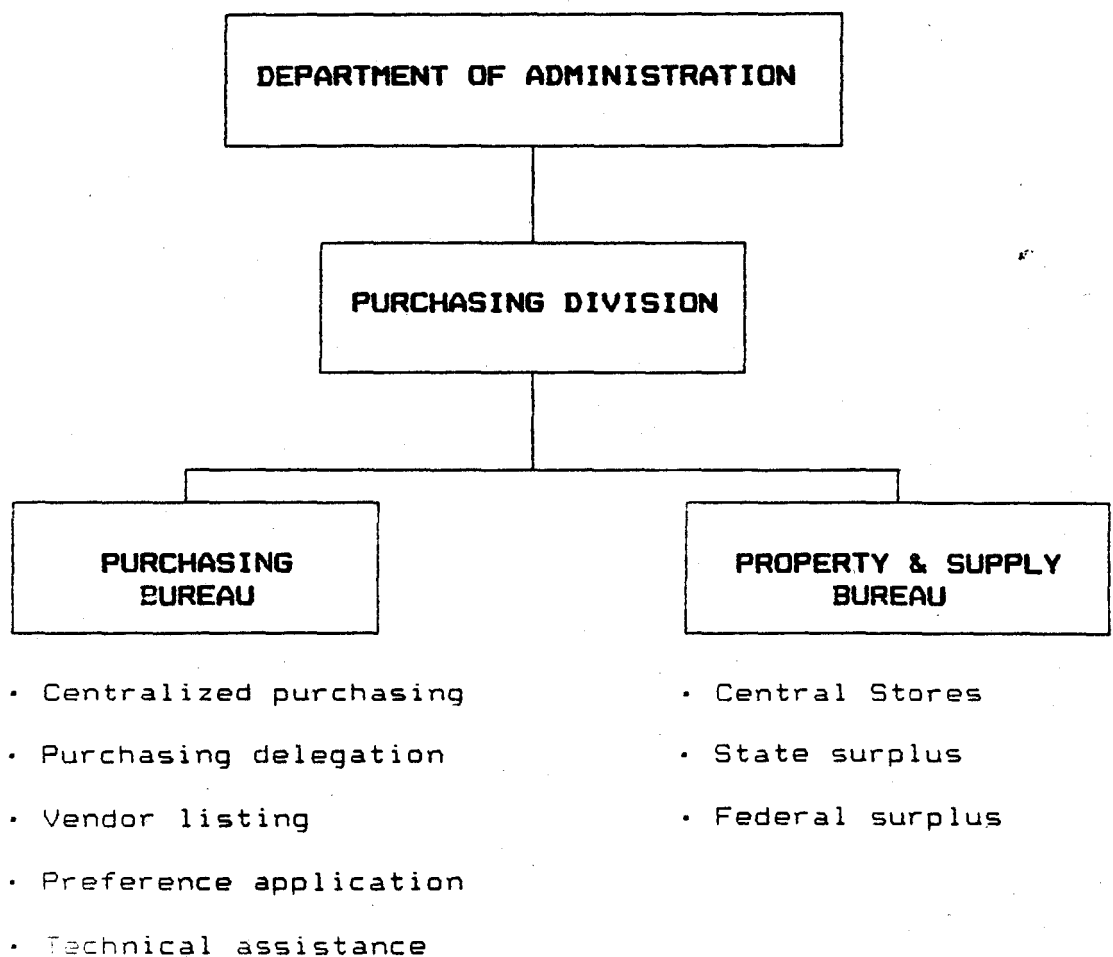 DEPARTMENT OF ADMINISTRATION
PURCHASING DIVISION
PURCHASING
BUREAU
PROPERTY & SUPPLY
BUREAU
· Centralized purchasing
· Purchasing delegation
· Vendor listing
· Preference application
· Technical assistance
· Central Stores
· State surplus
· Federal surplus